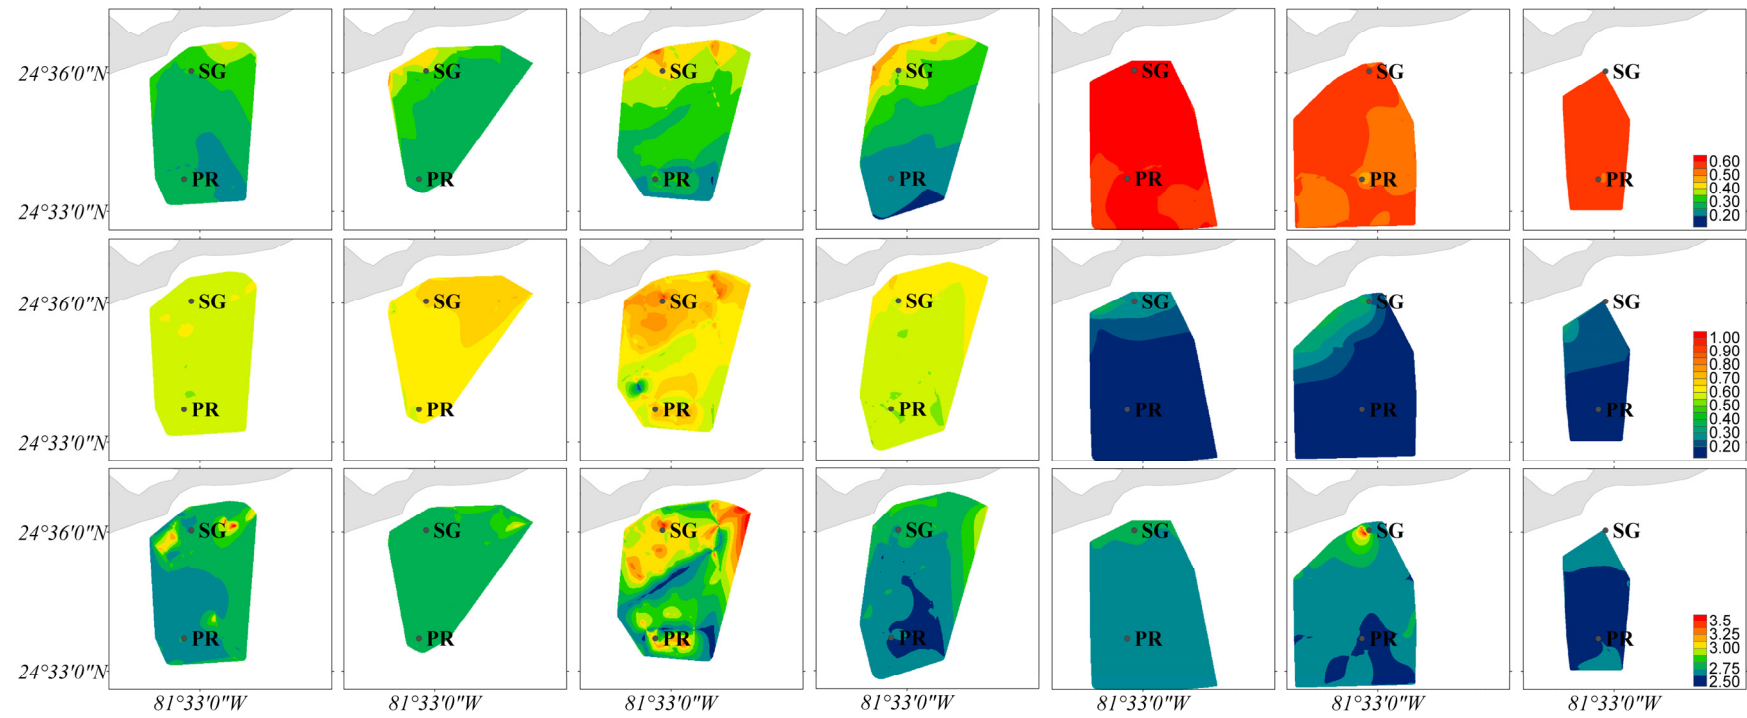 SG SG SG SG SG SG SG
24°36'0"N
PR PR PR PR PR PR PR
24°33'0"N
0.60
0.50
0.40
0.30
0.20
SG SG SG SG SG SG SG
24°36'0"N
PR PR PR PR PR PR PR
24°33'0"N
1.00
0.90
0.80
0.70
0.60
0.50
0.40
0.30
0.20
SG SG SG SG SG SG SG
24°36'0"N
PR PR PR PR PR PR PR
24°33'0"N
3.5
3.25
3.00
2.75
2.50
81°33'0"W 81°33'0"W 81°33'0"W 81°33'0"W 81°33'0"W 81°33'0"W 81°33'0"W